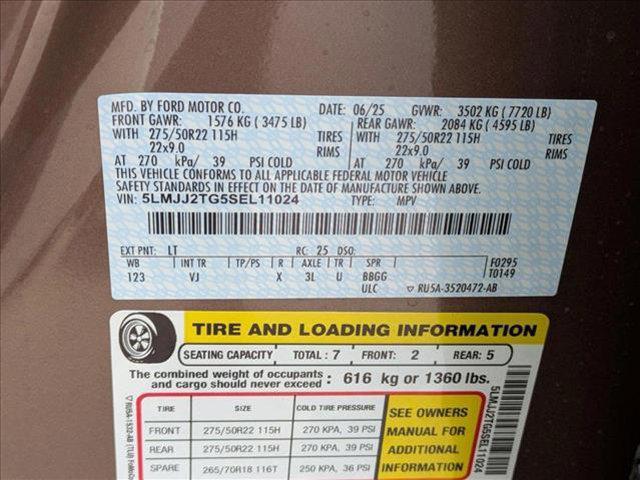 MFD. BY FORD MOTOR CO. DATE: 06/25 GVWR: 3502 KG (7720 LB)
FRONT GAWR: 1576 KG (3475 LB) REAR GAWR: 2084 KG (4595 LB)
WITH 275/50R22 115H TIRES WITH 275/50R22 115H TIRES
22x9.0 RIMS 22x9.0 RIMS
AT 270 kPa/ 39 PSI COLD AT 270 kPa/ 39 PSI COLD
THIS VEHICLE CONFORMS TO ALL APPLICABLE FEDERAL MOTOR VEHICLE
SAFETY STANDARDS IN EFFECT ON THE DATE OF MANUFACTURE SHOWN ABOVE.
VIN: 5LMJJ2TG5SEL11024 TYPE: MPV
EXT PNT: LT RC: 25 DSO:
WB INT TR TP/PS R AXLE TR SPR F0295
123 VJ X 3L U BBGG T0149
ULC ▽ RU5A-3520472-AB
TIRE AND LOADING INFORMATION
SEATING CAPACITY TOTAL : 7 FRONT: 2 REAR: 5
The combined weight of occupants
and cargo should never exceed : 616 kg or 1360 lbs.
TIRE SIZE COLD TIRE PRESSURE
FRONT 275/50R22 115H 270 KPA, 39 PSI
REAR 275/50R22 115H 270 KPA, 39 PSI
SPARE 265/70R18 116T 250 KPA, 36 PSI
SEE OWNERS
MANUAL FOR
ADDITIONAL
INFORMATION
5LMJJ2TG5SEL11024
▽ RU5A-1532-AB (TLU) FoMoCo